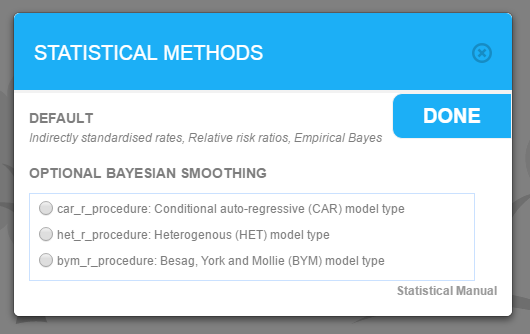 STATISTICAL METHODS
DONE
DEFAULT
Indirectly standardised rates, Relative risk ratios, Empirical Bayes
OPTIONAL BAYESIAN SMOOTHING
car_r_procedure: Conditional auto-regressive (CAR) model type
het_r_procedure: Heterogenous (HET) model type
bym_r_procedure: Besag, York and Mollie (BYM) model type
Statistical Manual